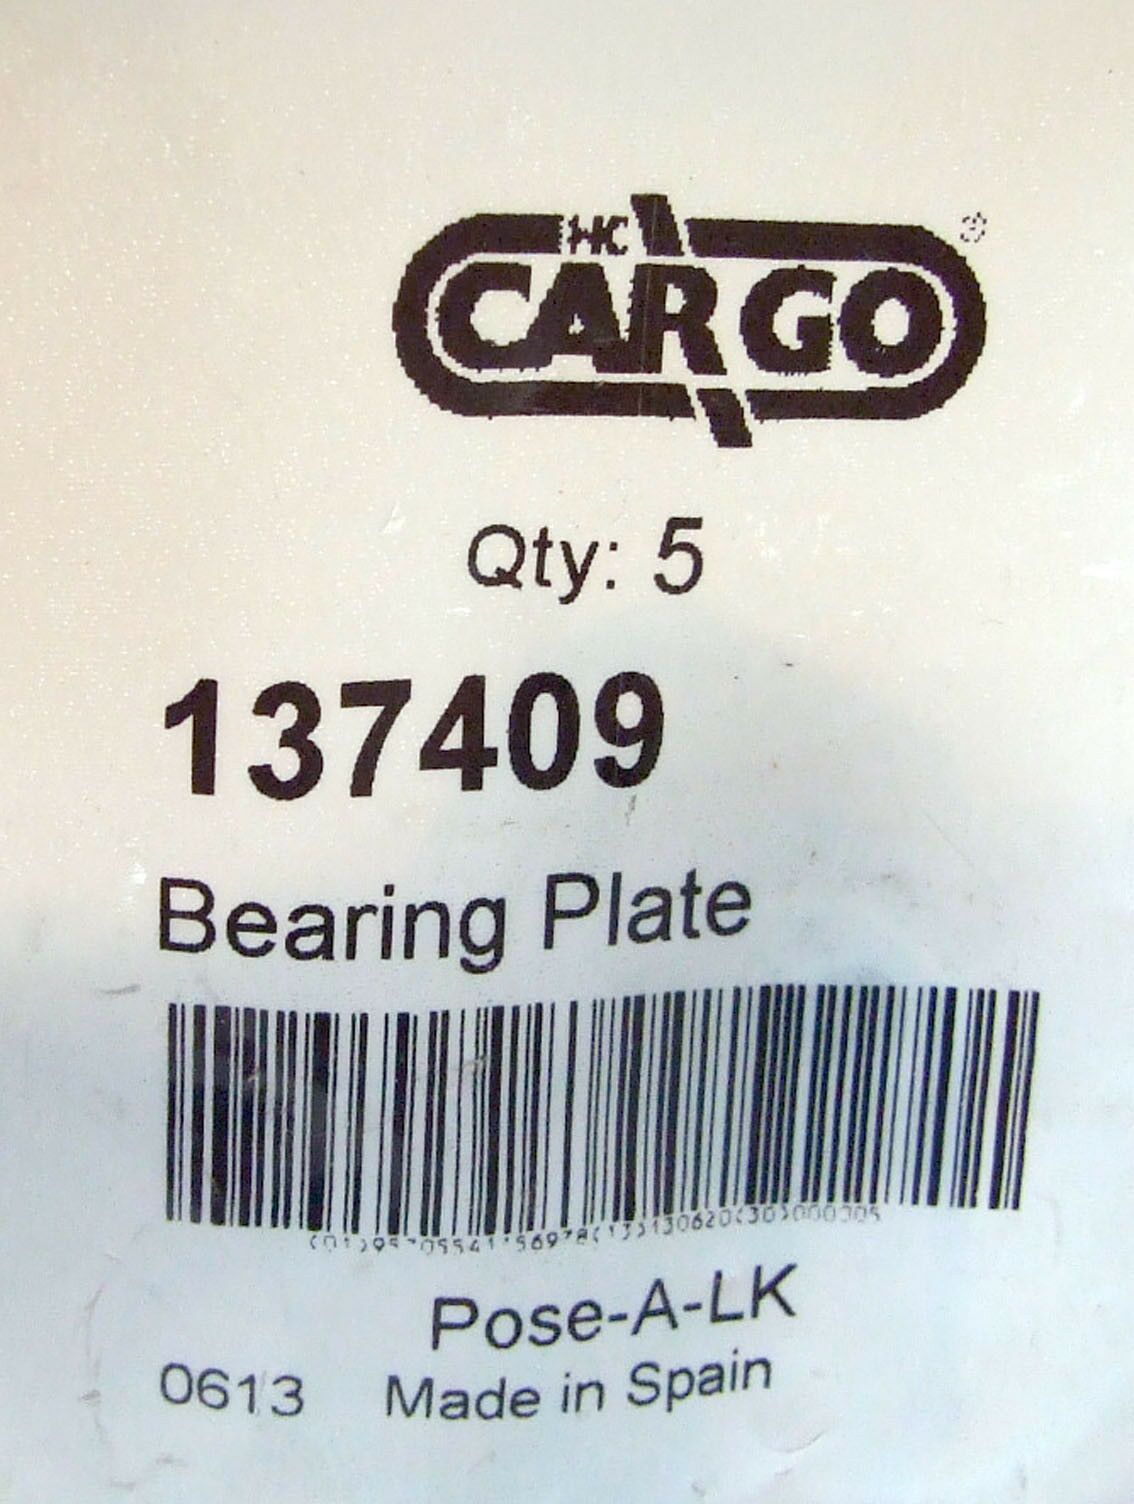 HC
CARGO
Qty: 5
137409
Bearing Plate
Pose-A-LK
0613 Made in Spain